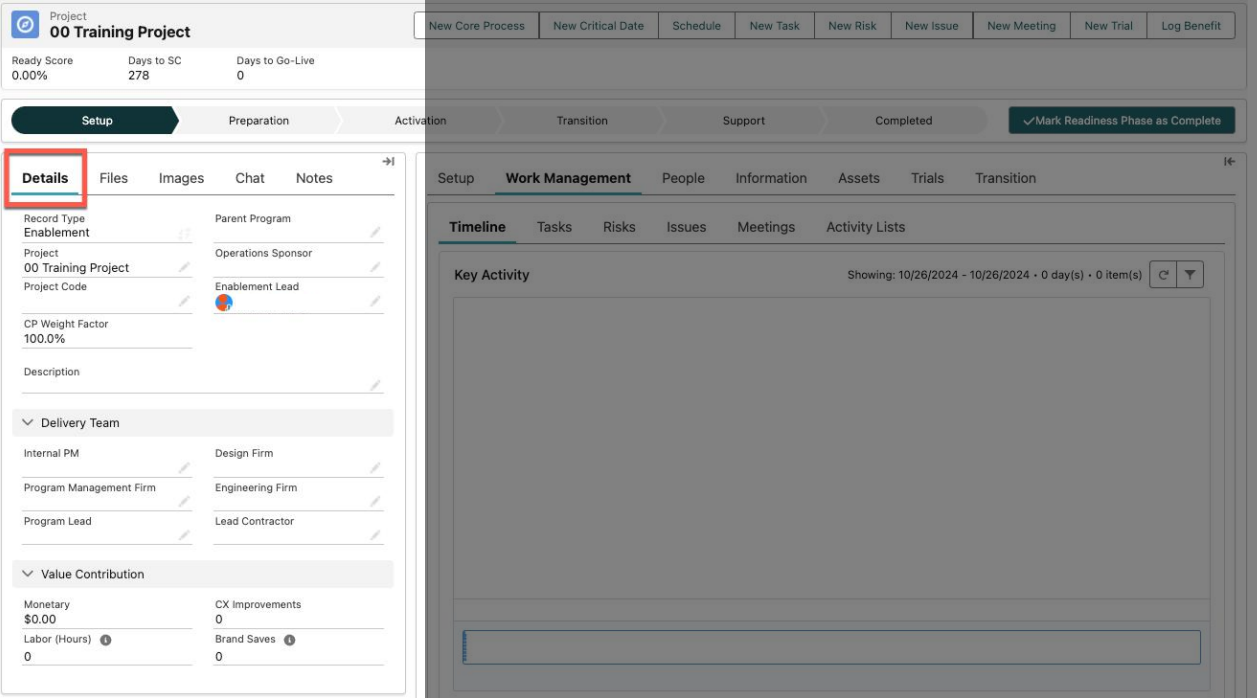 Project
00 Training Project
New Core Process New Critical Date Schedule New Task New Risk New Issue New Meeting New Trial Log Benefit
Ready Score Days to SC Days to Go-Live
0.00% 278 0
Setup Preparation Activation Transition Support Completed ✓Mark Readiness Phase as Complete
Details Files Images Chat Notes
Record Type Parent Program
Enablement
Project Operations Sponsor
00 Training Project
Project Code Enablement Lead
CP Weight Factor
100.0%
Description
Delivery Team
Internal PM Design Firm
Program Management Firm Engineering Firm
Program Lead Lead Contractor
Value Contribution
Monetary CX Improvements
$0.00 0
Labor (Hours) Brand Saves
0 0
Setup Work Management People Information Assets Trials Transition
Timeline Tasks Risks Issues Meetings Activity Lists
Key Activity Showing: 10/26/2024 - 10/26/2024 • 0 day(s) • 0 item(s)